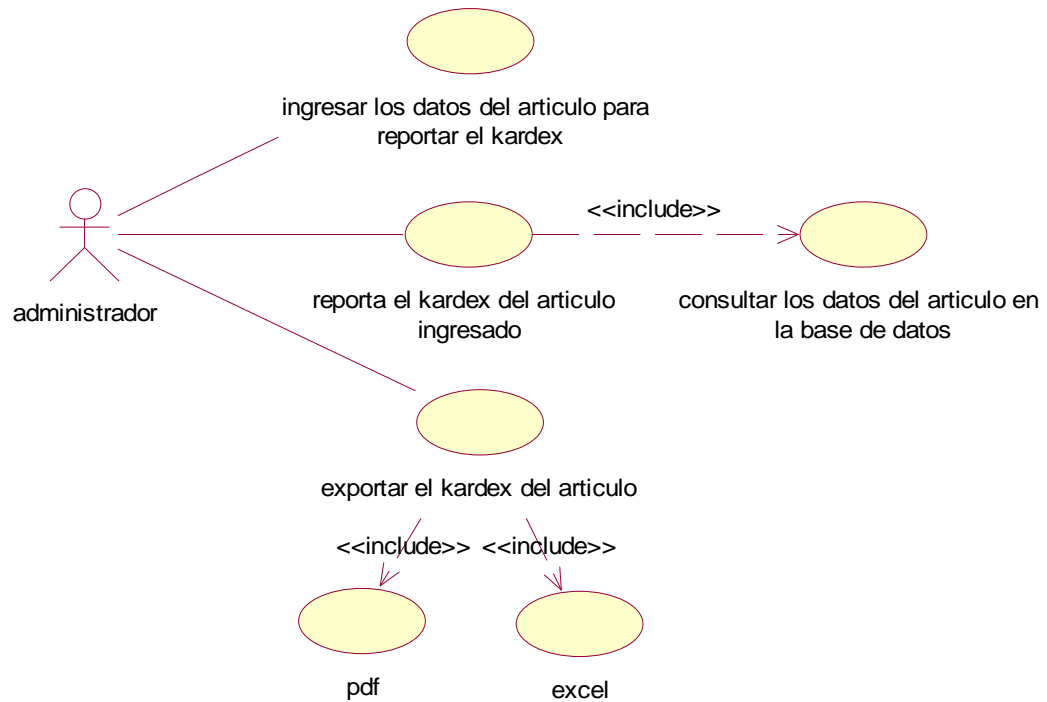 ingresar los datos del articulo para
reportar el kardex
<<include>>
administrador
reporta el kardex del articulo
ingresado
consultar los datos del articulo en
la base de datos
exportar el kardex del articulo
<<include>>
<<include>>
pdf
excel